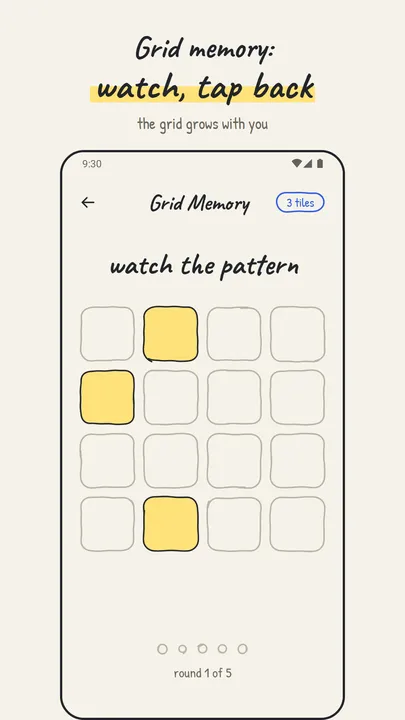 Grid memory:
watch, tap back
the grid grows with you
9:30
Grid Memory
3 tiles
watch the pattern
round 1 of 5